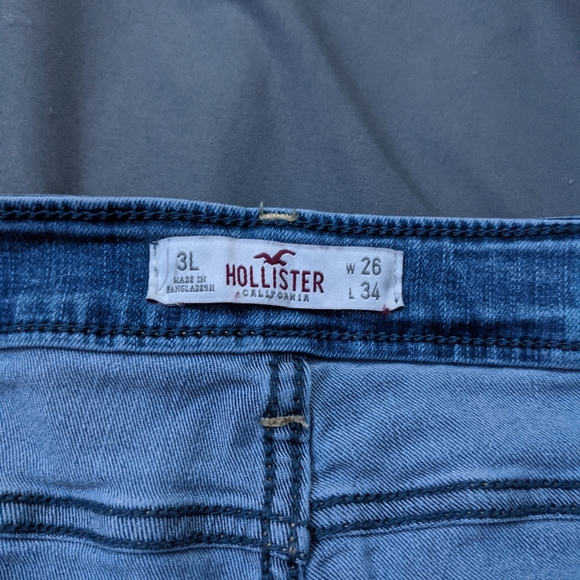 3L
MADE IN
BANGLADESH
HOLLISTER
CALIFORNIA
W 26
L 34